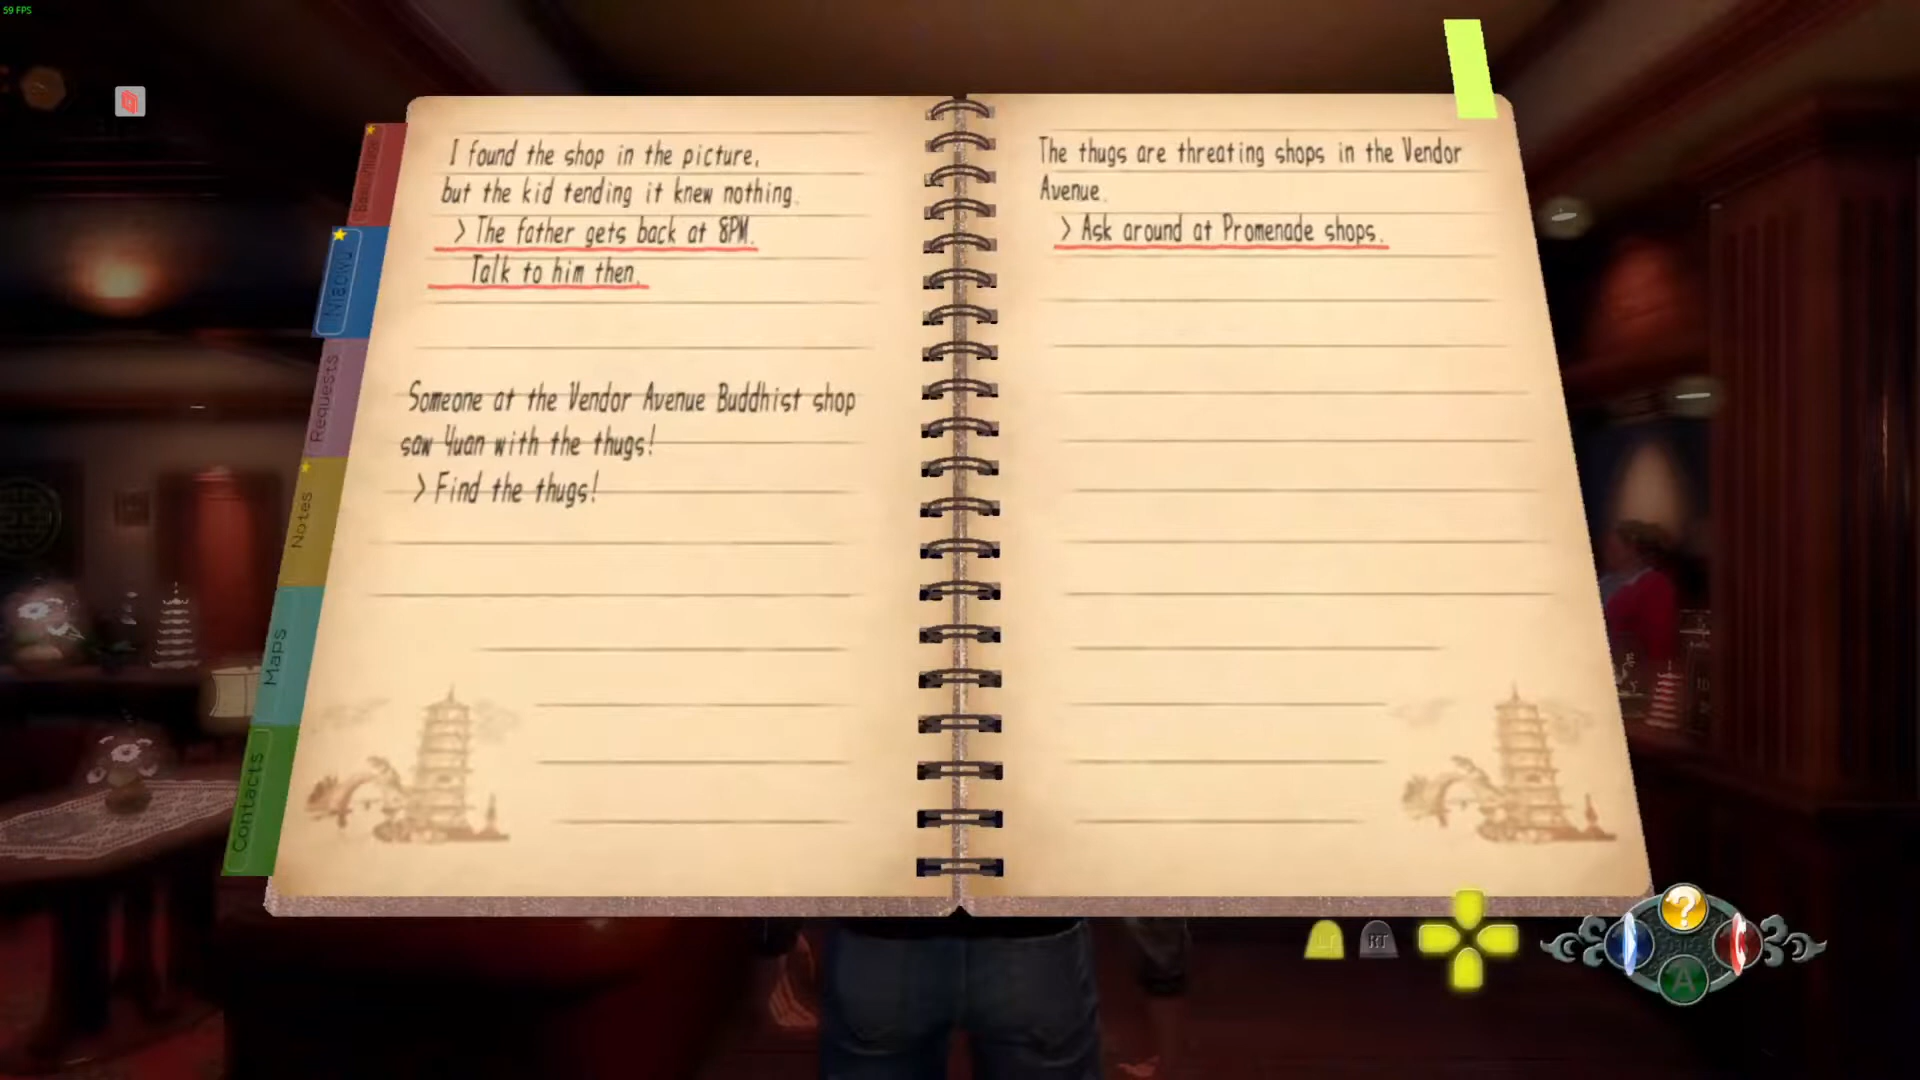 59 FPS
I found the shop in the picture,
but the kid tending it knew nothing.
> The father gets back at 8PM.
Talk to him then.
Someone at the Vendor Avenue Buddhist shop
saw Yuan with the thugs!
> Find the thugs!
The thugs are threating shops in the Vendor
Avenue.
> Ask around at Promenade shops.
Niaowu
Requests
Notes
Maps
Contacts
LT RT
?
A